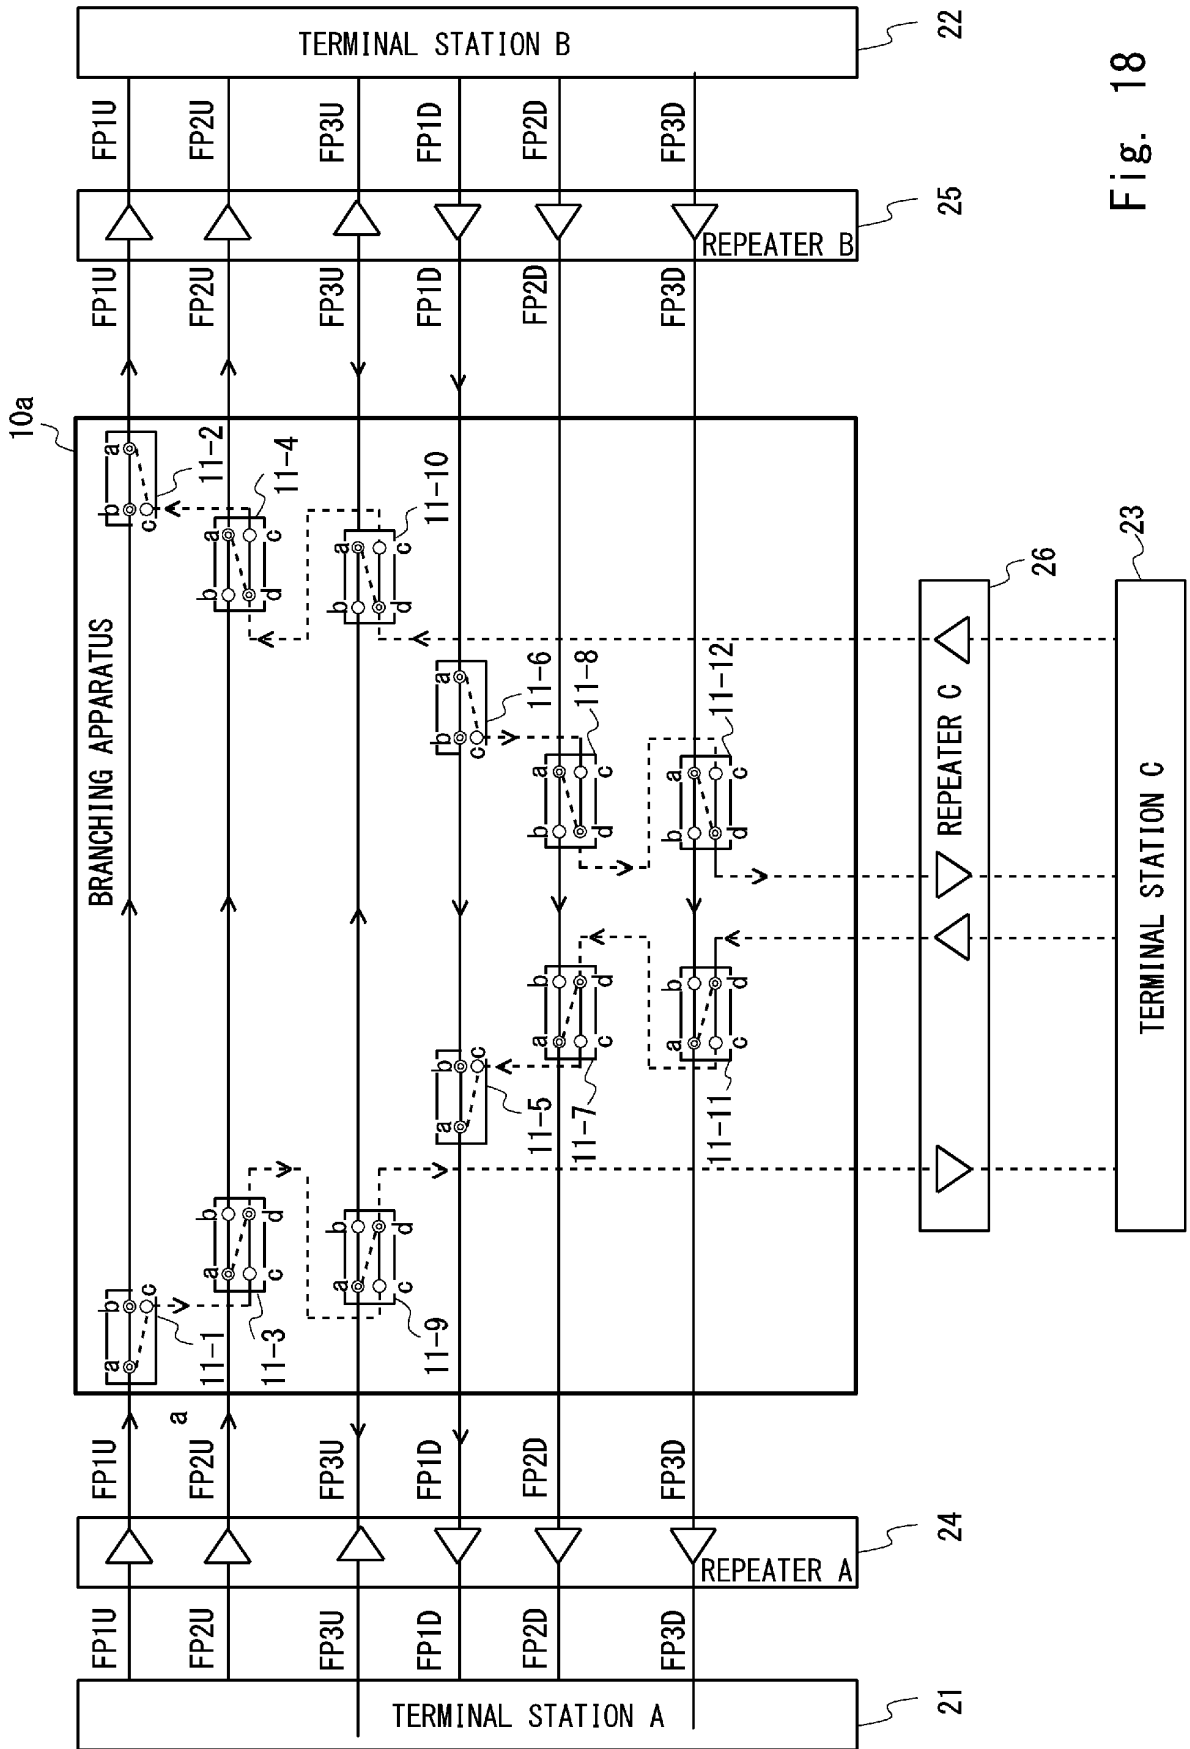 10a
BRANCHING APPARATUS
FP1U FP1U FP1U FP1U
a b c 11-1
a b c 11-2
a
FP2U FP2U FP2U FP2U
a b c d 11-3
a b c d 11-4
FP3U FP3U FP3U FP3U
a b c d 11-9
a b c d 11-10
TERMINAL STATION A
TERMINAL STATION B
FP1D FP1D FP1D FP1D
a b c 11-5
a b c 11-6
FP2D FP2D FP2D FP2D
a b c d 11-7
a b c d 11-8
FP3D FP3D FP3D FP3D
a b c d 11-11
a b c d 11-12
REPEATER A
REPEATER B
21 24 25 22
REPEATER C
26
TERMINAL STATION C
23
Fig. 18